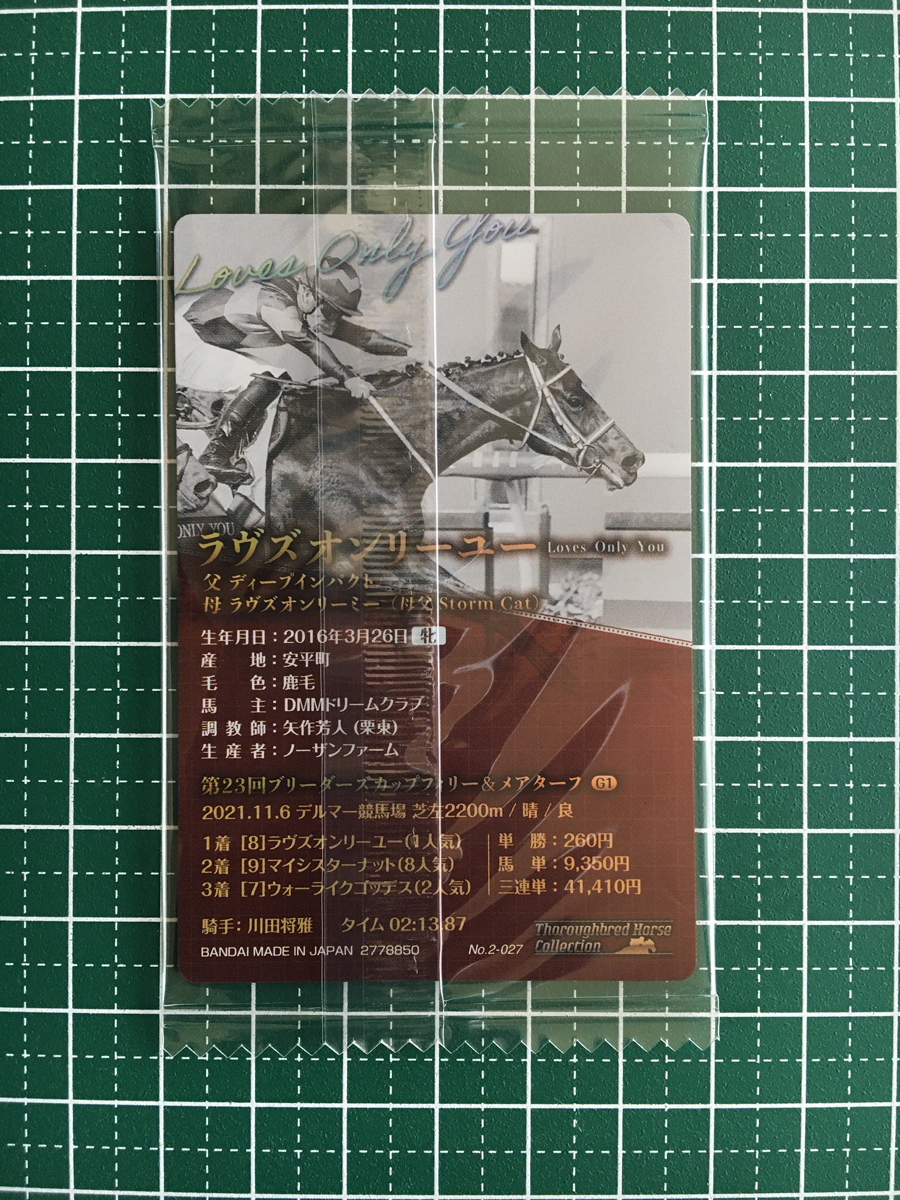 Loves Only You
ONLY YOU
ラヴズオンリーユー Loves Only You
父 ディープインパクト
母 ラヴズオンリーミー（母父 Storm Cat）
生年月日：2016年3月26日 牝
産地：安平町
毛色：鹿毛
馬主：DMMドリームクラブ
調教師：矢作芳人（栗東）
生産者：ノーザンファーム
第23回ブリーダーズカップフィリー＆メアターフ G1
2021.11.6 デルマー競馬場 芝左2200m / 晴 / 良
1着 [8]ラヴズオンリーユー(1人気) 単勝：260円
2着 [9]マイシスターナット(8人気) 馬単：9,350円
3着 [7]ウォーライクゴッデス(2人気) 三連単：41,410円
騎手：川田将雅 タイム 02:13.87
BANDAI MADE IN JAPAN 2778850 No.2-027
Thoroughbred Horse
Collection